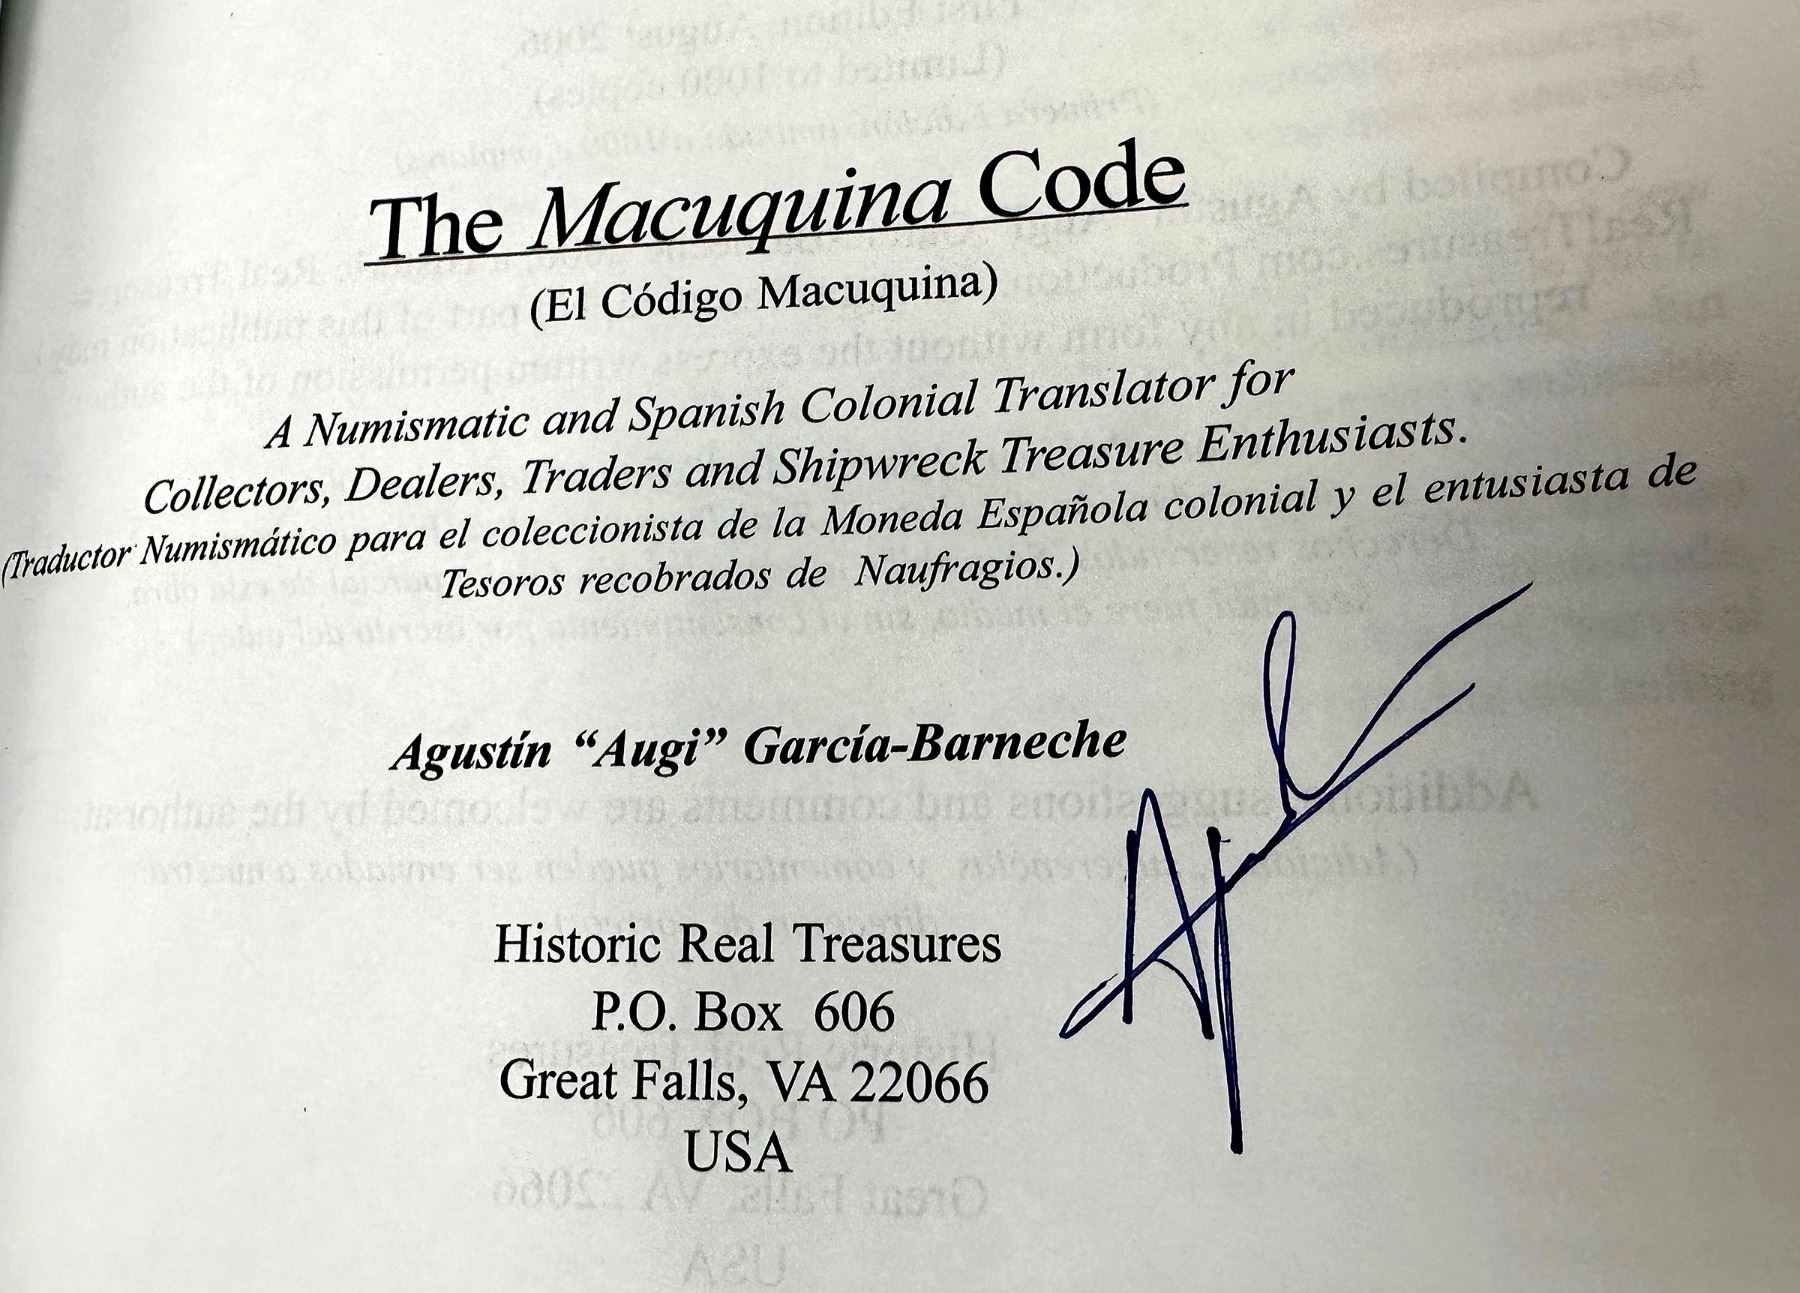 The Macuquina Code
(El Código Macuquina)
A Numismatic and Spanish Colonial Translator for
Collectors, Dealers, Traders and Shipwreck Treasure Enthusiasts.
(Traductor Numismático para el coleccionista de la Moneda Española colonial y el entusiasta de
Tesoros recobrados de Naufragios.)
Agustín “Augi” García-Barneche
Historic Real Treasures
P.O. Box 606
Great Falls, VA 22066
USA